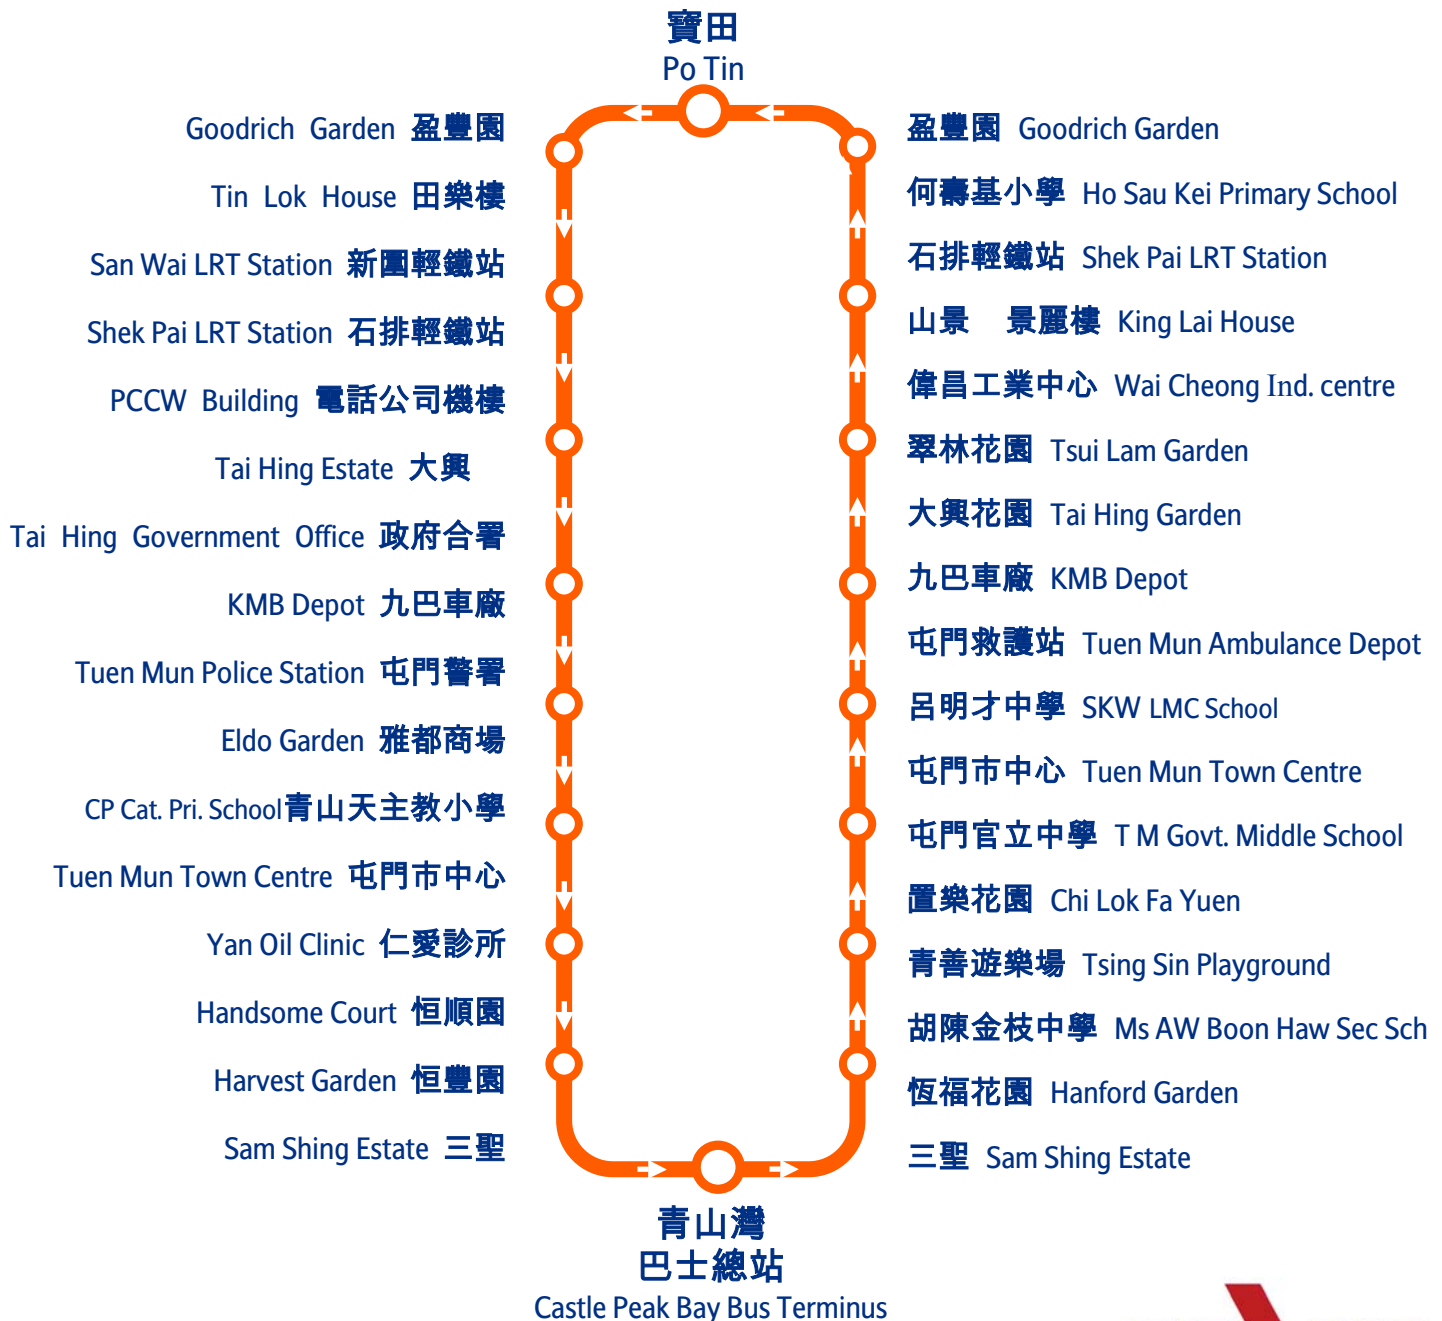 寶田
Po Tin
Goodrich Garden 盈豐園
Tin Lok House 田樂樓
San Wai LRT Station 新圍輕鐵站
Shek Pai LRT Station 石排輕鐵站
PCCW Building 電話公司機樓
Tai Hing Estate 大興
Tai Hing Government Office 政府合署
KMB Depot 九巴車廠
Tuen Mun Police Station 屯門警署
Eldo Garden 雅都商場
CP Cat. Pri. School青山天主教小學
Tuen Mun Town Centre 屯門市中心
Yan Oil Clinic 仁愛診所
Handsome Court 恒順園
Harvest Garden 恒豐園
Sam Shing Estate 三聖
盈豐園 Goodrich Garden
何壽基小學 Ho Sau Kei Primary School
石排輕鐵站 Shek Pai LRT Station
山景 景麗樓 King Lai House
偉昌工業中心 Wai Cheong Ind. centre
翠林花園 Tsui Lam Garden
大興花園 Tai Hing Garden
九巴車廠 KMB Depot
屯門救護站 Tuen Mun Ambulance Depot
呂明才中學 SKW LMC School
屯門市中心 Tuen Mun Town Centre
屯門官立中學 T M Govt. Middle School
置樂花園 Chi Lok Fa Yuen
青善遊樂場 Tsing Sin Playground
胡陳金枝中學 Ms AW Boon Haw Sec Sch
恆福花園 Hanford Garden
三聖 Sam Shing Estate
青山灣
巴士總站
Castle Peak Bay Bus Terminus